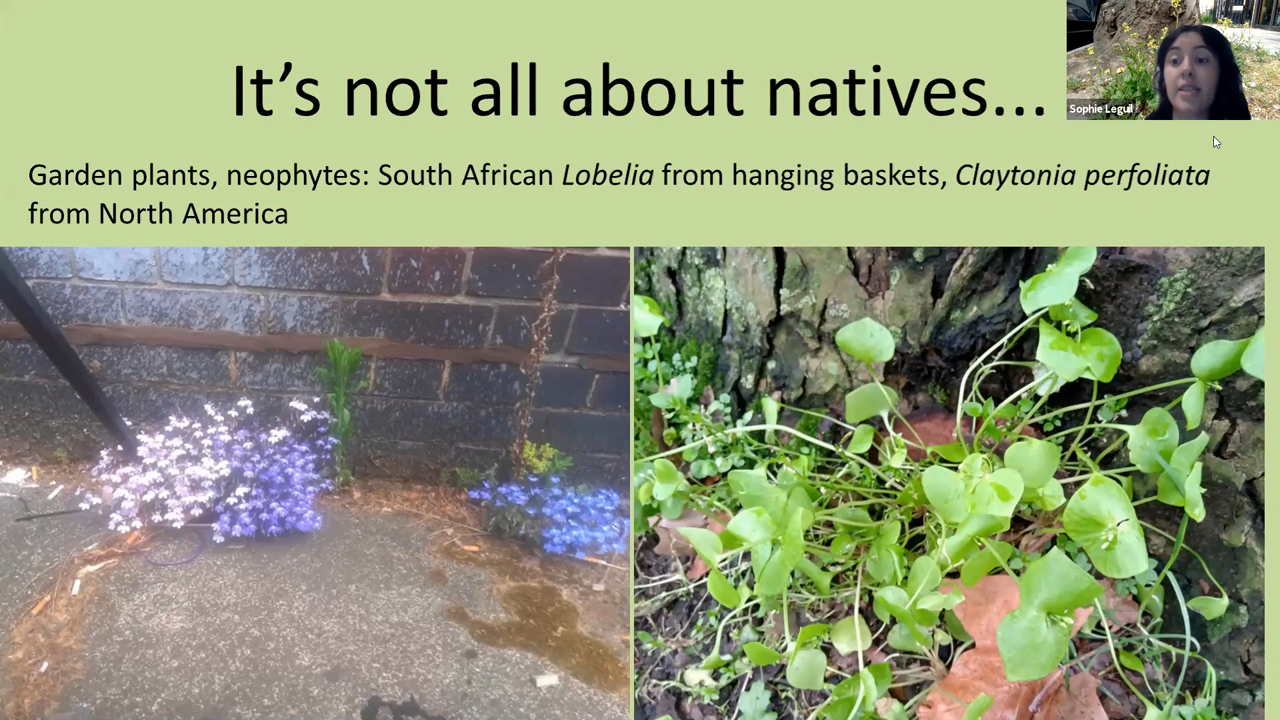 It’s not all about natives...
Sophie Leguil
Garden plants, neophytes: South African Lobelia from hanging baskets, Claytonia perfoliata
from North America